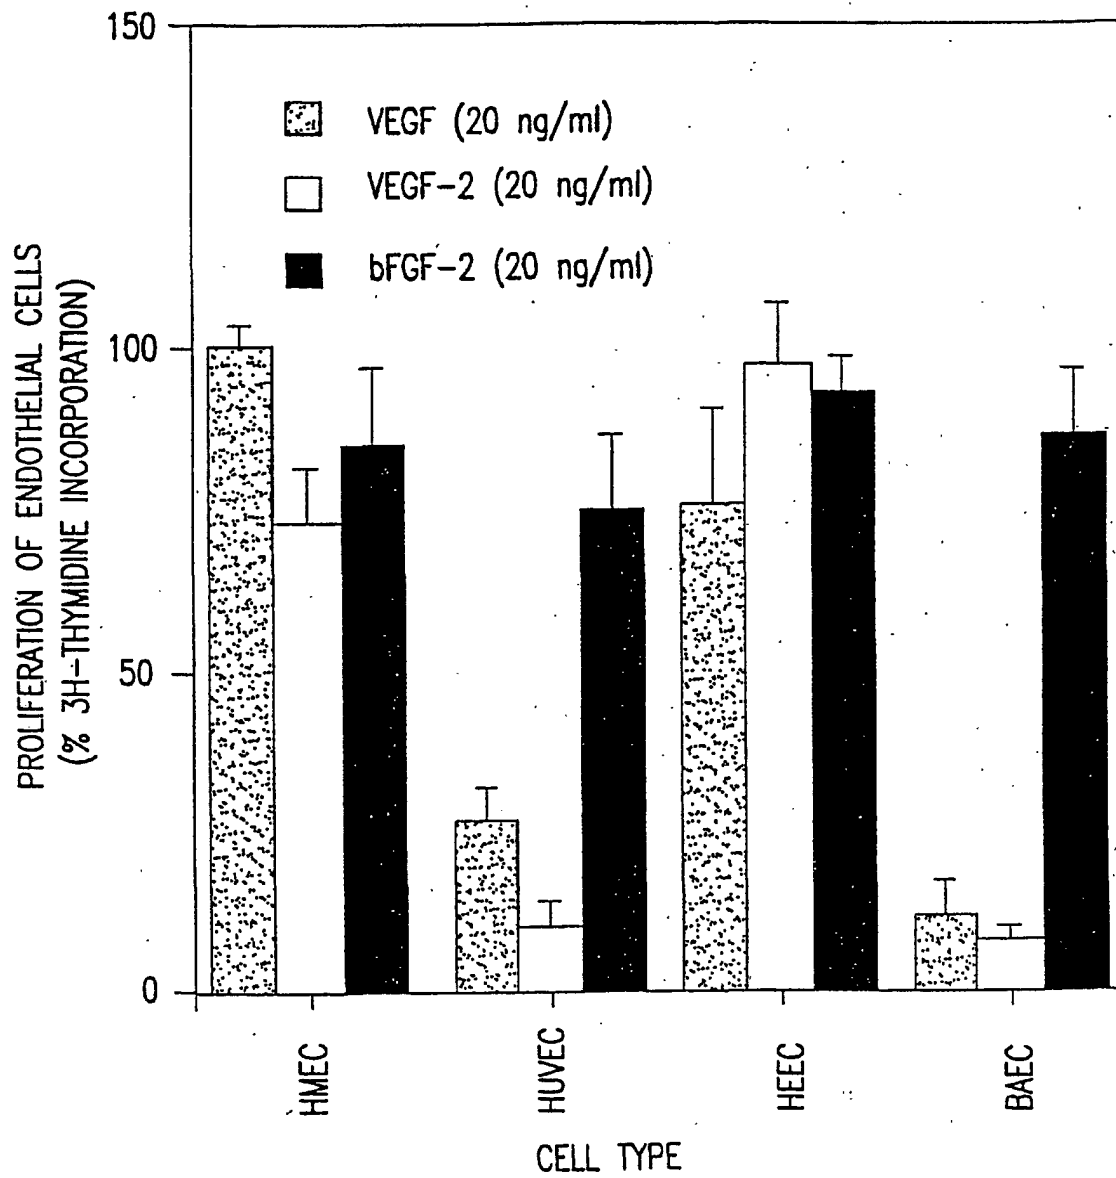 150
100
50
0
PROLIFERATION OF ENDOTHELIAL CELLS
(% 3H-THYMIDINE INCORPORATION)
VEGF (20 ng/ml)
VEGF-2 (20 ng/ml)
bFGF-2 (20 ng/ml)
HMEC
HUVEC
HEEC
BAEC
CELL TYPE